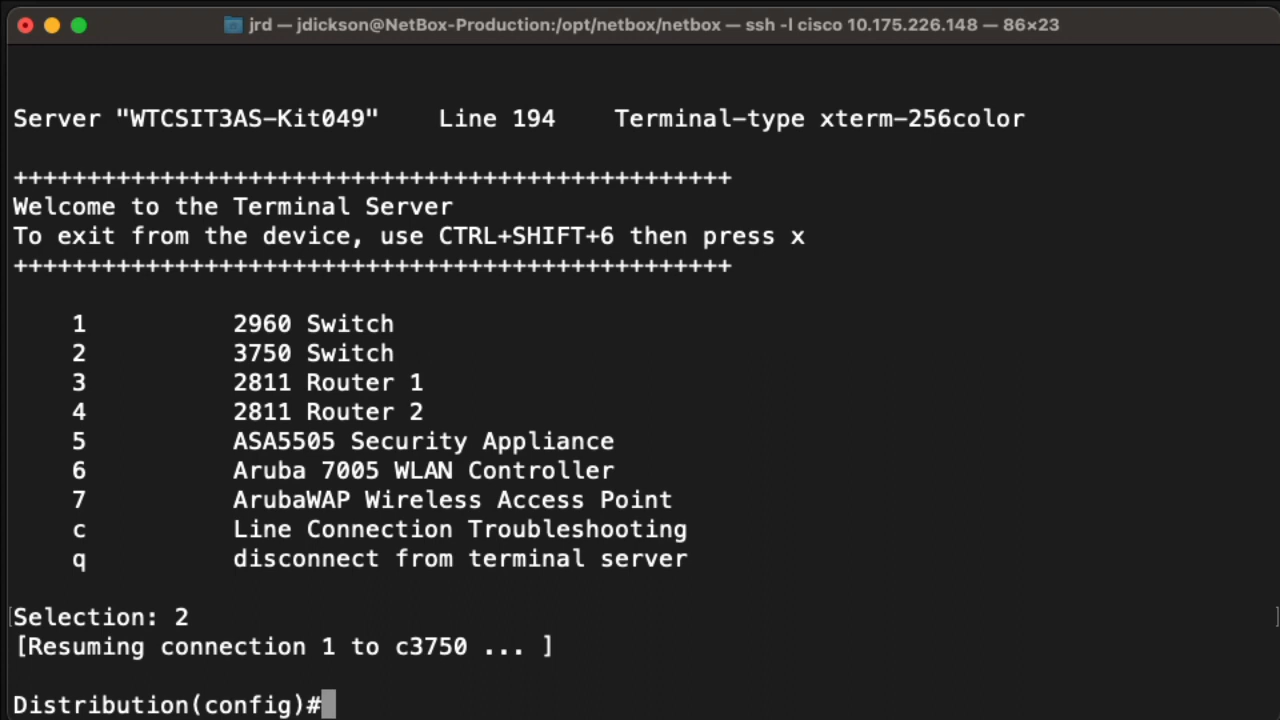 jrd — jdickson@NetBox-Production:/opt/netbox/netbox — ssh -l cisco 10.175.226.148 — 86×23
Server "WTCSIT3AS-Kit049"    Line 194    Terminal-type xterm-256color
+++++++++++++++++++++++++++++++++++++++++++++++++
Welcome to the Terminal Server
To exit from the device, use CTRL+SHIFT+6 then press x
+++++++++++++++++++++++++++++++++++++++++++++++++
1          2960 Switch
2          3750 Switch
3          2811 Router 1
4          2811 Router 2
5          ASA5505 Security Appliance
6          Aruba 7005 WLAN Controller
7          ArubaWAP Wireless Access Point
c          Line Connection Troubleshooting
q          disconnect from terminal server
Selection: 2
[Resuming connection 1 to c3750 ... ]
Distribution(config)#